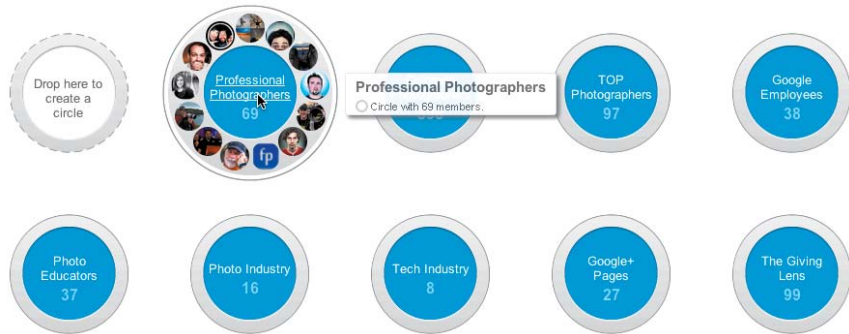 Drop here to
create a
circle
Professional
Photographers
69
Professional Photographers
Circle with 69 members.
TOP
Photographers
97
Google
Employees
38
fp
Photo
Educators
37
Photo Industry
16
Tech Industry
8
Google+
Pages
27
The Giving
Lens
99